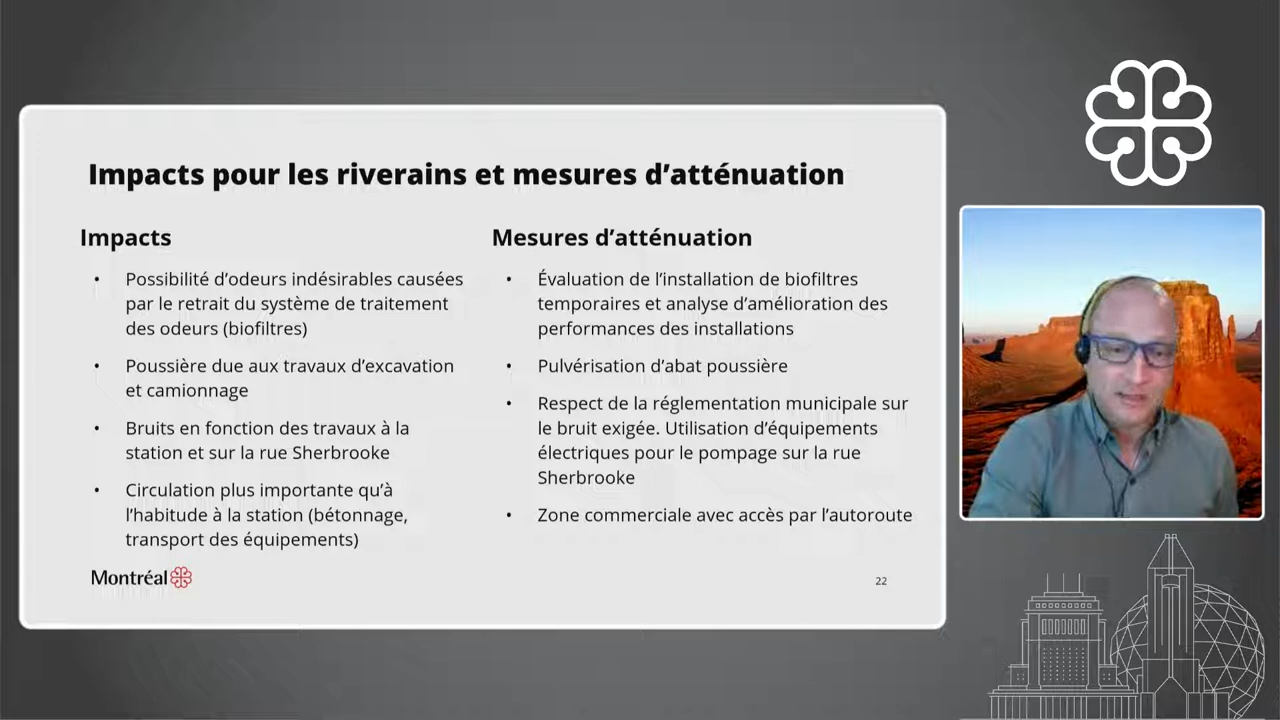 Impacts pour les riverains et mesures d’atténuation
Impacts
• Possibilité d’odeurs indésirables causées
par le retrait du système de traitement
des odeurs (biofiltres)
• Poussière due aux travaux d’excavation
et camionnage
• Bruits en fonction des travaux à la
station et sur la rue Sherbrooke
• Circulation plus importante qu’à
l’habitude à la station (bétonnage,
transport des équipements)
Mesures d’atténuation
• Évaluation de l’installation de biofiltres
temporaires et analyse d’amélioration des
performances des installations
• Pulvérisation d’abat poussière
• Respect de la réglementation municipale sur
le bruit exigée. Utilisation d’équipements
électriques pour le pompage sur la rue
Sherbrooke
• Zone commerciale avec accès par l’autoroute
Montréal
22